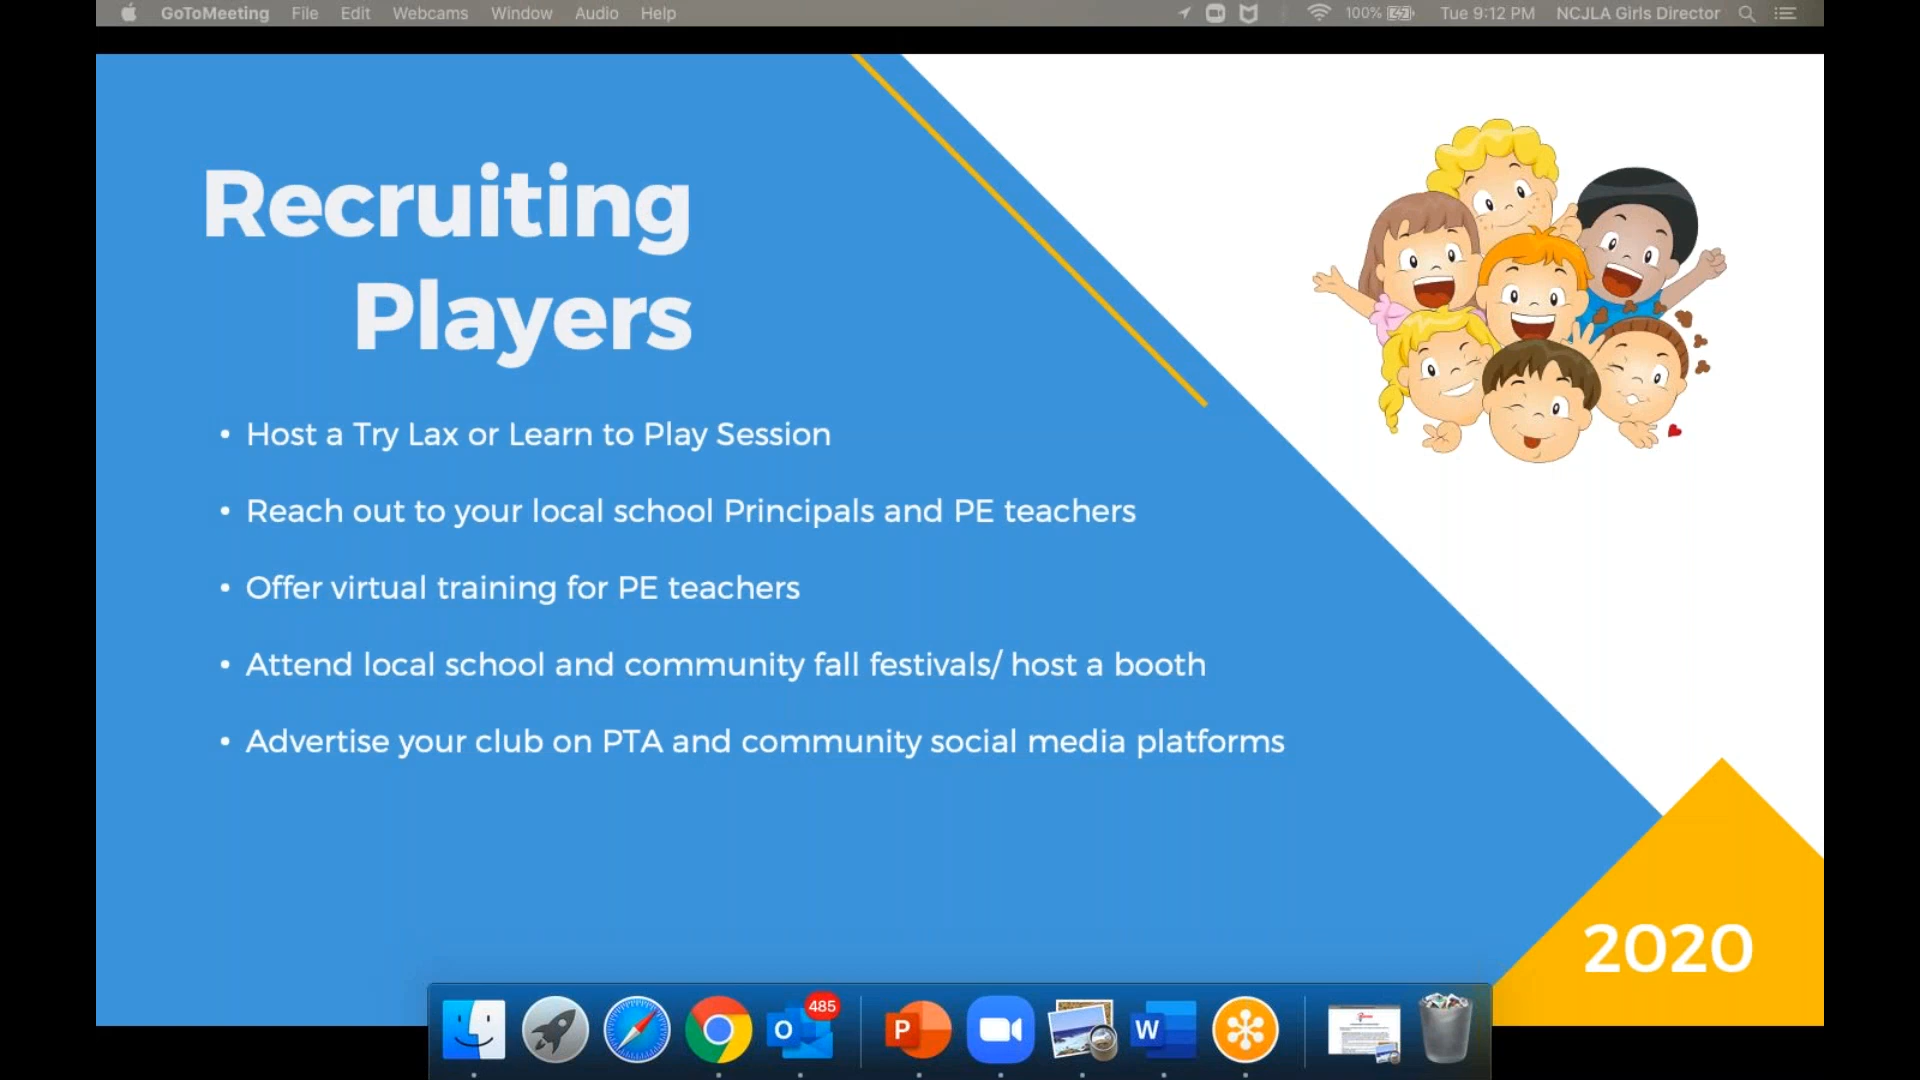 GoToMeeting File Edit Webcams Window Audio Help 100% Tue 9:12 PM NCJLA Girls Director
Recruiting
Players
• Host a Try Lax or Learn to Play Session
• Reach out to your local school Principals and PE teachers
• Offer virtual training for PE teachers
• Attend local school and community fall festivals/ host a booth
• Advertise your club on PTA and community social media platforms
2020
485
O
P
W